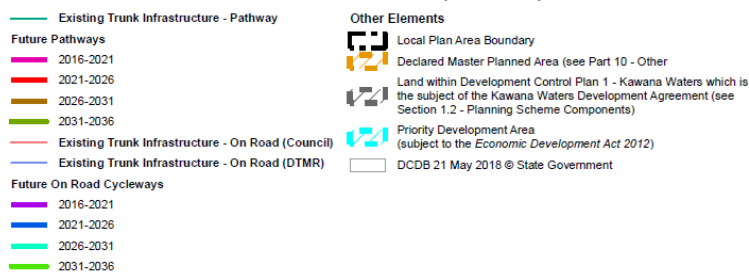 Existing Trunk Infrastructure - Pathway
Future Pathways
2016-2021
2021-2026
2026-2031
2031-2036
Existing Trunk Infrastructure - On Road (Council)
Existing Trunk Infrastructure - On Road (DTMR)
Future On Road Cycleways
2016-2021
2021-2026
2026-2031
2031-2036
Other Elements
Local Plan Area Boundary
Declared Master Planned Area (see Part 10 - Other
Land within Development Control Plan 1 - Kawana Waters which is
the subject of the Kawana Waters Development Agreement (see
Section 1.2 - Planning Scheme Components)
Priority Development Area
(subject to the Economic Development Act 2012)
DCDB 21 May 2018 © State Government